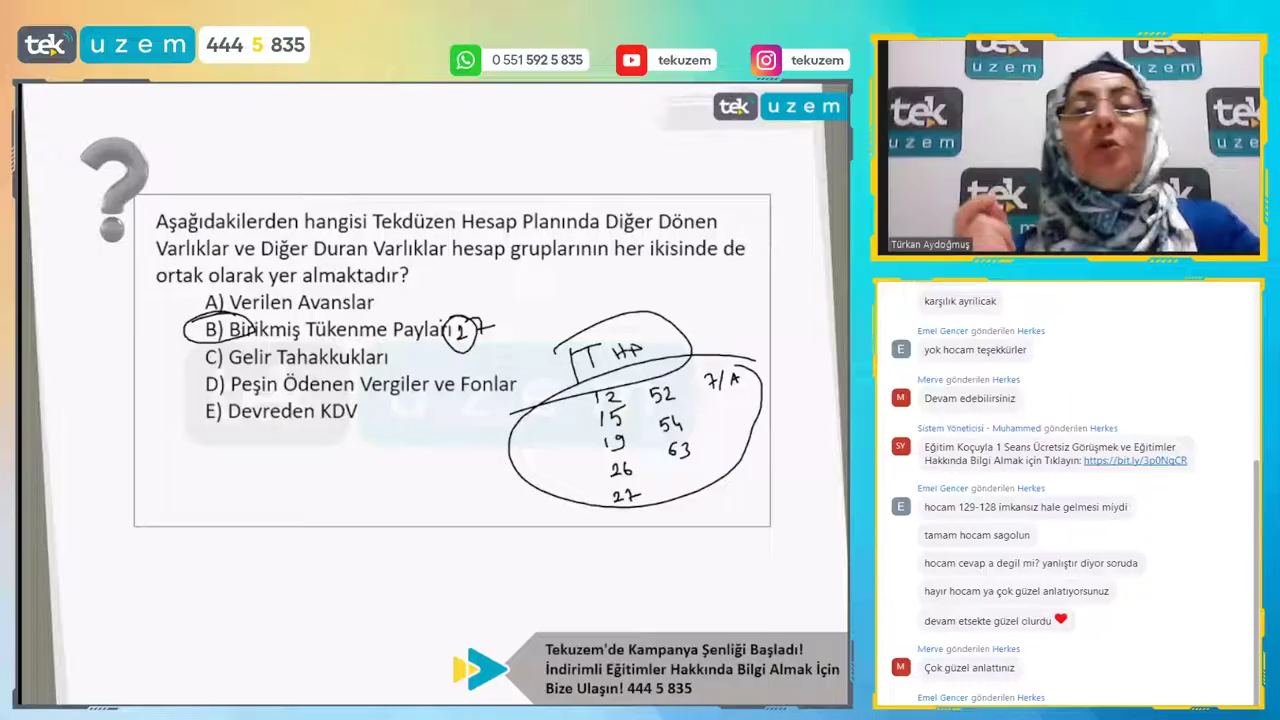 tek uzem 444 5 835
0 551 592 5 835
tekuzem
tekuzem
tek uzem
Aşağıdakilerden hangisi Tekdüzen Hesap Planında Diğer Dönen
Varlıklar ve Diğer Duran Varlıklar hesap gruplarının her ikisinde de
ortak olarak yer almaktadır?
A) Verilen Avanslar
B) Birikmiş Tükenme Payları 27
C) Gelir Tahakkukları
D) Peşin Ödenen Vergiler ve Fonlar
E) Devreden KDV
TT HP
12 52 7/A
15 54
19 63
26
27
Tekuzem'de Kampanya Şenliği Başladı!
İndirimli Eğitimler Hakkında Bilgi Almak İçin
Bize Ulaşın! 444 5 835
tek uzem
Türkan Aydoğmuş
karşılık ayrilicak
Emel Gencer gönderilen Herkes
E yok hocam teşekkürler
Merve gönderilen Herkes
M Devam edebilirsiniz
Sistem Yöneticisi - Muhammed gönderilen Herkes
SY Eğitim Koçuyla 1 Seans Ücretsiz Görüşmek ve Eğitimler
Hakkında Bilgi Almak için Tıklayın: https://bit.ly/3p0NqCR
Emel Gencer gönderilen Herkes
E hocam 129-128 imkansız hale gelmesi miydi
tamam hocam sagolun
hocam cevap a degil mi? yanlıştır diyor soruda
hayır hocam ya çok güzel anlatıyorsunuz
devam etsekte güzel olurdu ❤
Merve gönderilen Herkes
M Çok güzel anlattınız
Emel Gencer gönderilen Herkes